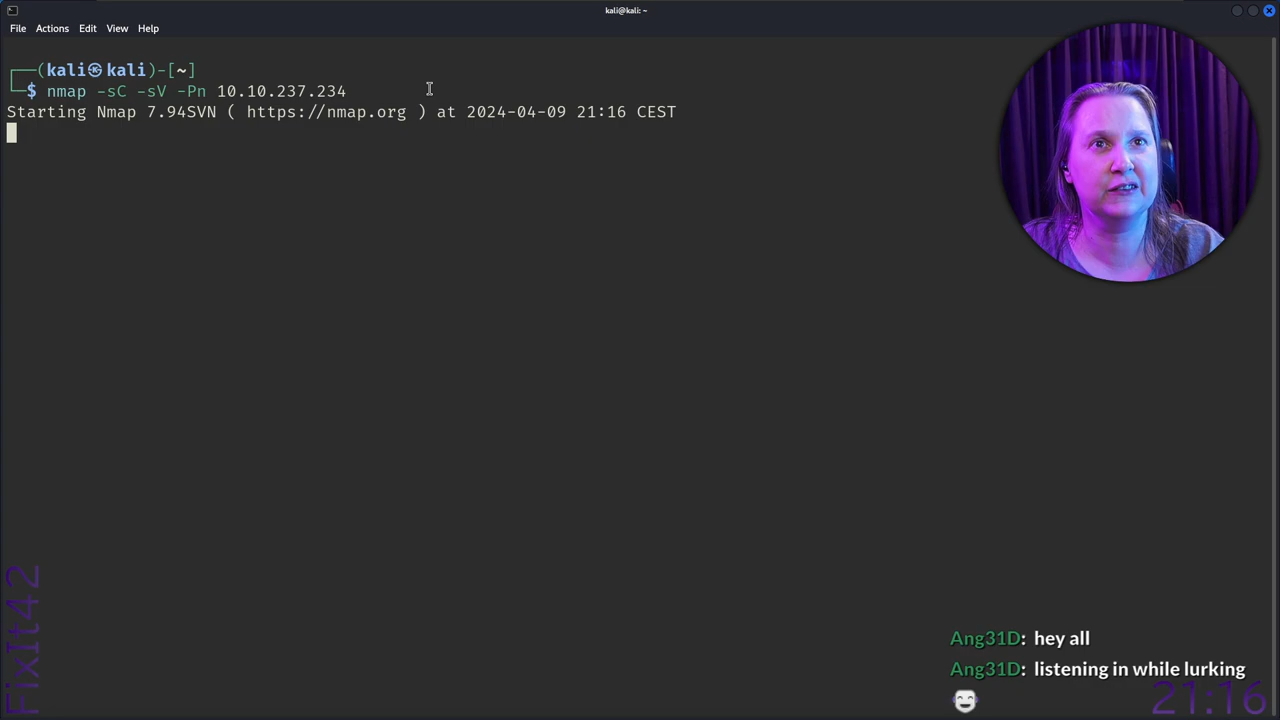 kali@kali: ~
File Actions Edit View Help
┌──(kali㉿kali)-[~]
└─$ nmap -sC -sV -Pn 10.10.237.234
Starting Nmap 7.94SVN ( https://nmap.org ) at 2024-04-09 21:16 CEST
Ang31D: hey all
Ang31D: listening in while lurking
FixIt42
21:16